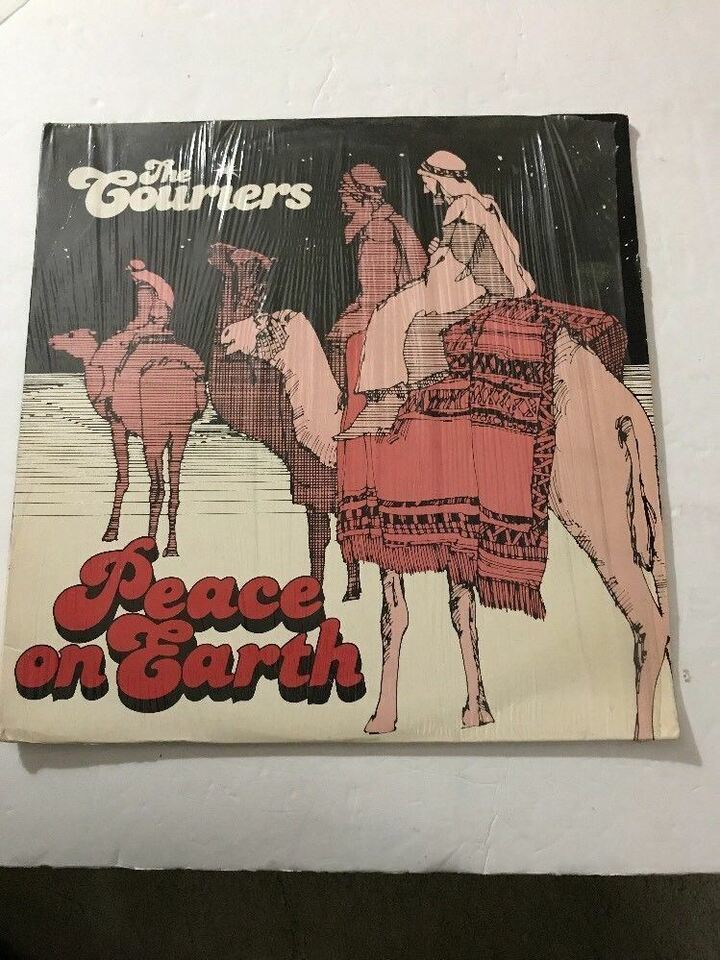 The
Couriers
Peace
on Earth